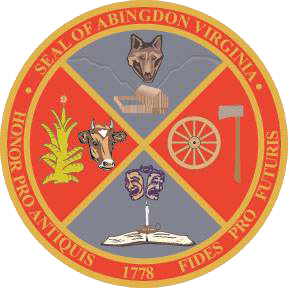 SEAL OF ABINGDON VIRGINIA
HONOR PRO ANTIQUIS
1778
FIDES PRO FUTURIS